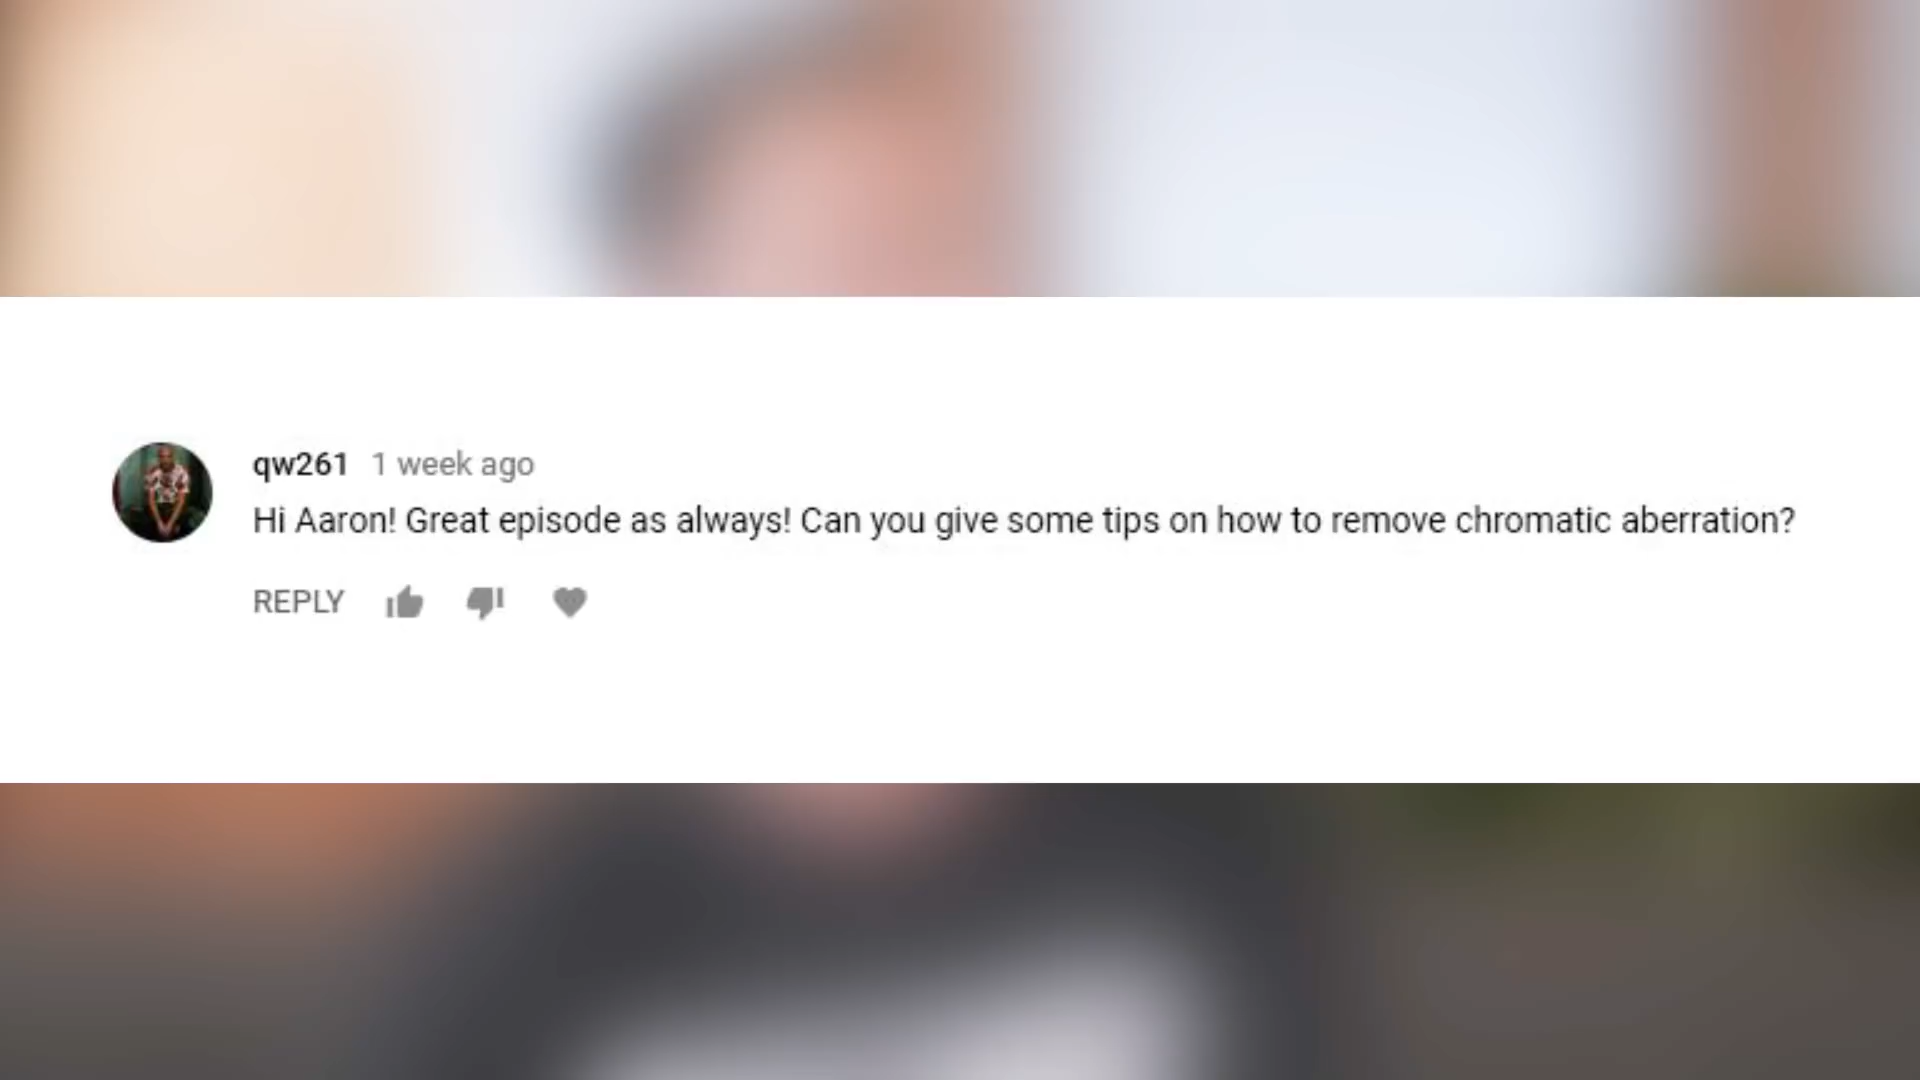 qw261 1 week ago
Hi Aaron! Great episode as always! Can you give some tips on how to remove chromatic aberration?
REPLY